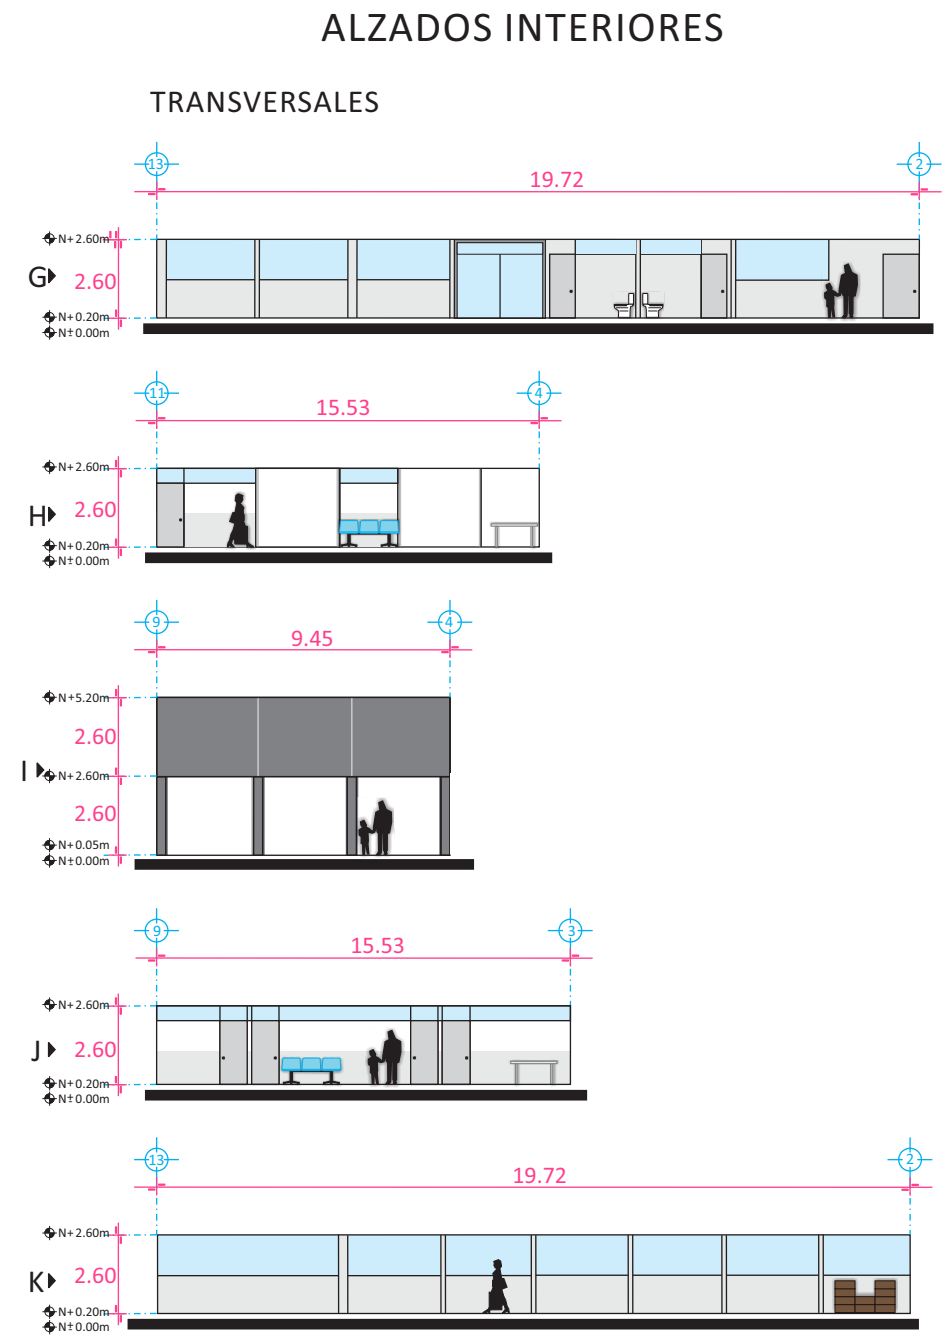 ALZADOS INTERIORES
TRANSVERSALES
13 2
19.72
N+2.60m
G 2.60
N+0.20m
N±0.00m
11 4
15.53
N+2.60m
H 2.60
N+0.20m
N±0.00m
9 4
9.45
N+5.20m
2.60
I N+2.60m
2.60
N+0.05m
N±0.00m
9 3
15.53
N+2.60m
J 2.60
N+0.20m
N±0.00m
13 2
19.72
N+2.60m
K 2.60
N+0.20m
N±0.00m